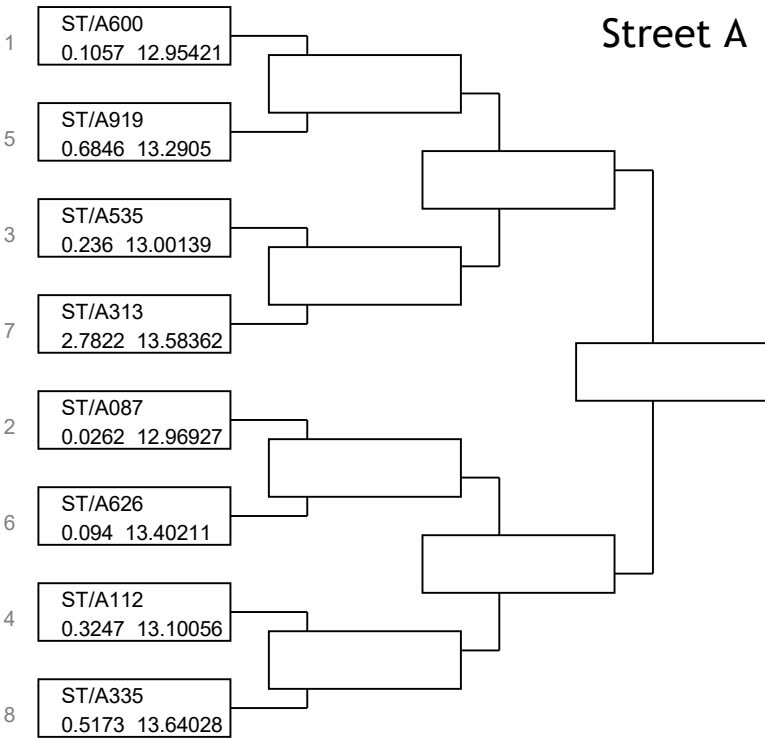 Street A
1
ST/A600
0.1057 12.95421
5
ST/A919
0.6846 13.2905
3
ST/A535
0.236 13.00139
7
ST/A313
2.7822 13.58362
2
ST/A087
0.0262 12.96927
6
ST/A626
0.094 13.40211
4
ST/A112
0.3247 13.10056
8
ST/A335
0.5173 13.64028